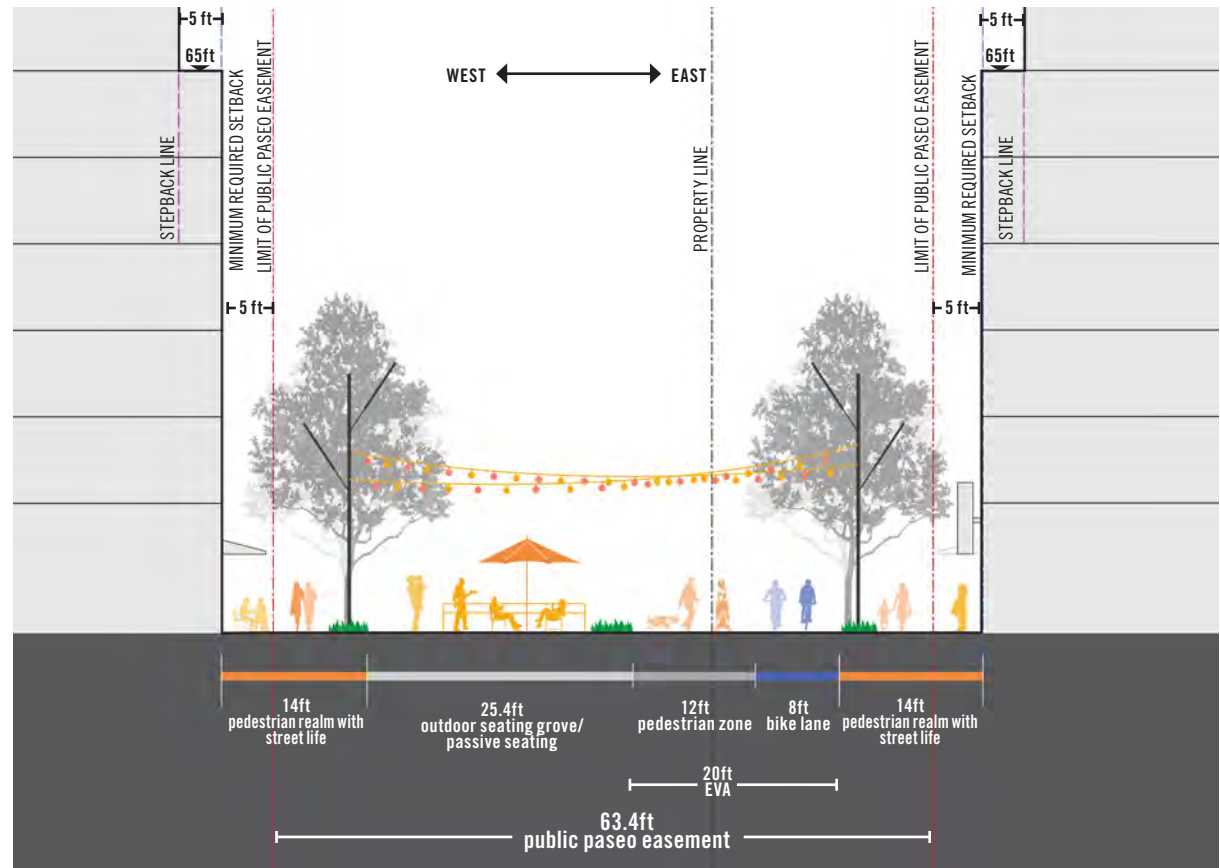 5 ft
5 ft
65ft
65ft
WEST
EAST
STEPBACK LINE
MINIMUM REQUIRED SETBACK
LIMIT OF PUBLIC PASEO EASEMENT
PROPERTY LINE
LIMIT OF PUBLIC PASEO EASEMENT
MINIMUM REQUIRED SETBACK
STEPBACK LINE
5 ft
5 ft
14ft
pedestrian realm with
street life
25.4ft
outdoor seating grove/
passive seating
12ft
pedestrian zone
8ft
bike lane
14ft
pedestrian realm with
street life
20ft
EVA
63.4ft
public paseo easement